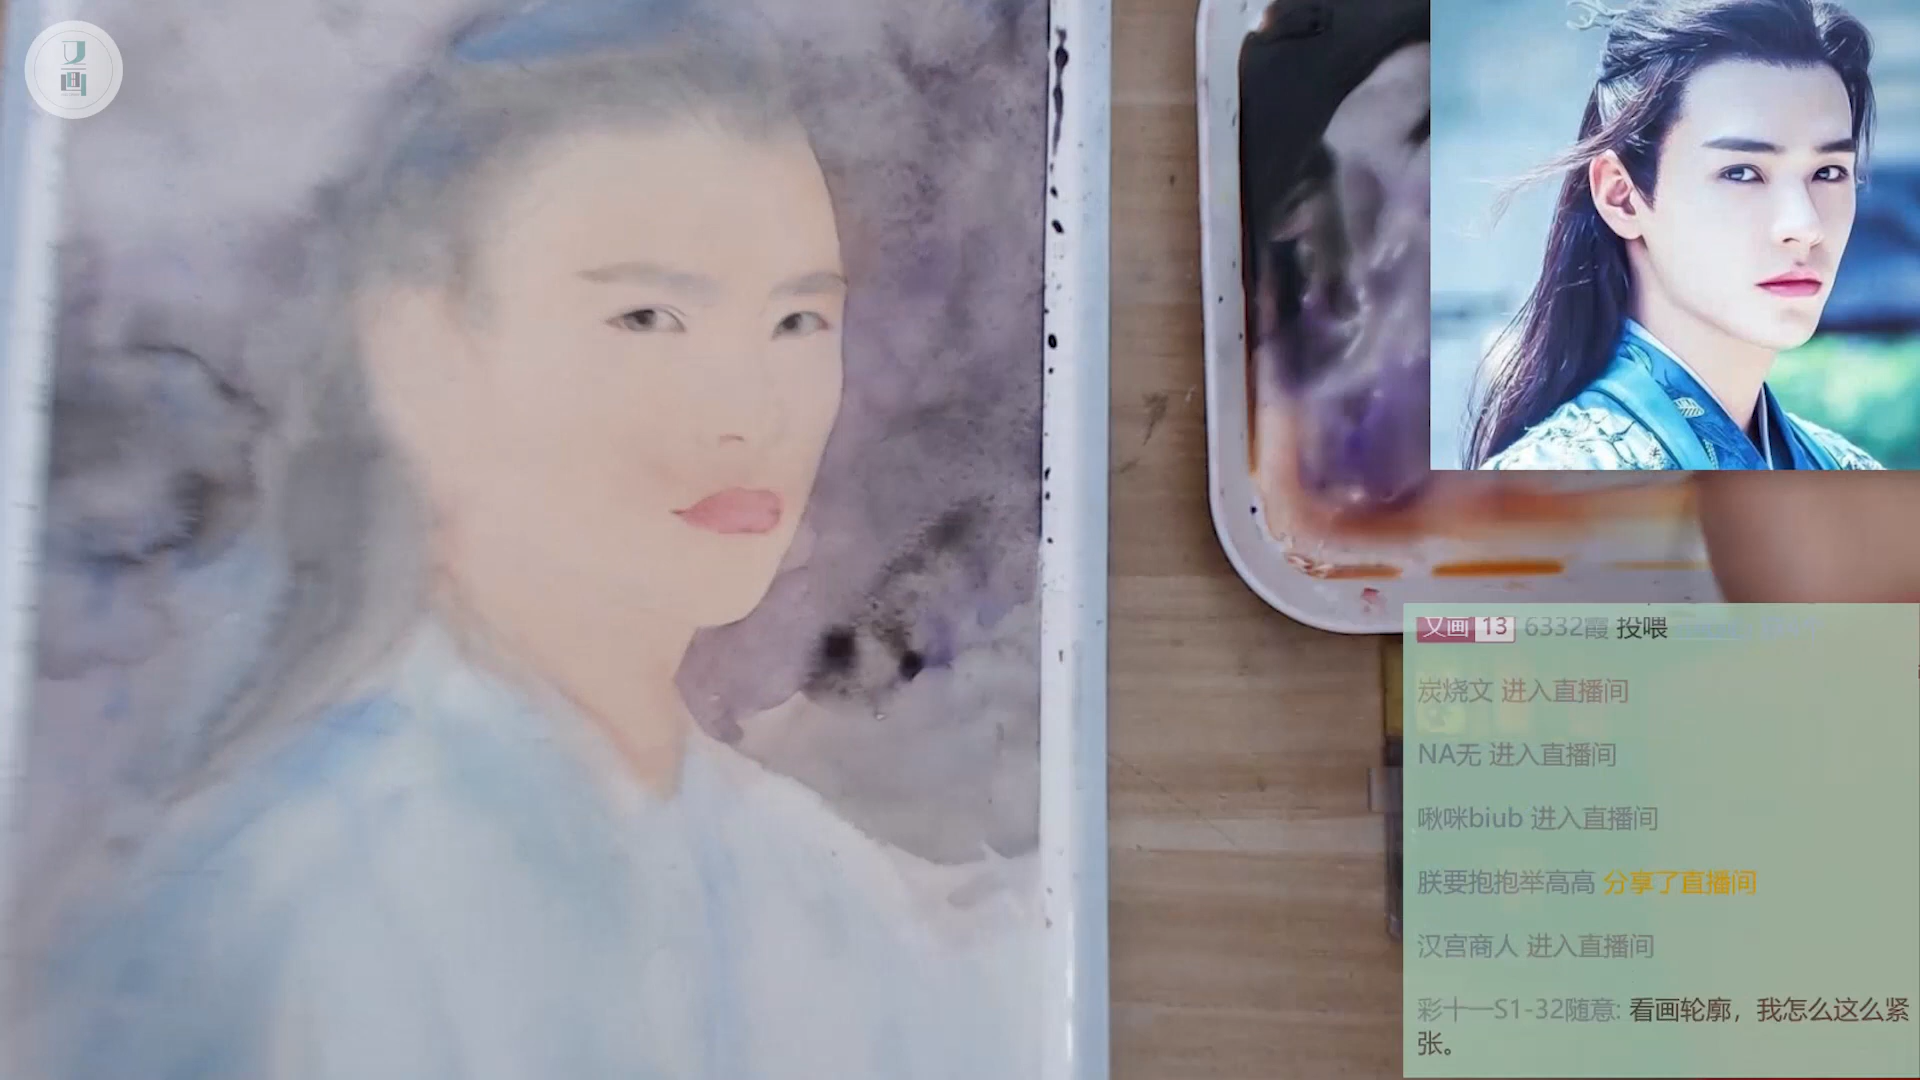 又画
又画 13 6332霞 投喂
炭烧文 进入直播间
NA无 进入直播间
啾咪biub 进入直播间
朕要抱抱举高高 分享了直播间
汉宫商人 进入直播间
彩十一S1-32随意: 看画轮廓，我怎么这么紧
张。